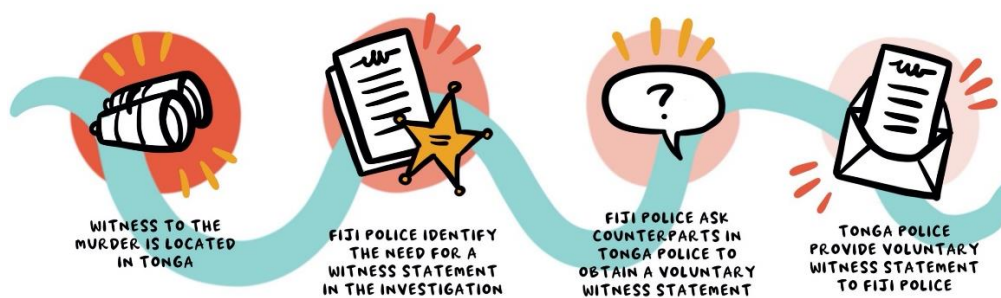 WITNESS TO THE
MURDER IS LOCATED
IN TONGA
FIJI POLICE IDENTIFY
THE NEED FOR A
WITNESS STATEMENT
IN THE INVESTIGATION
?
FIJI POLICE ASK
COUNTERPARTS IN
TONGA POLICE TO
OBTAIN A VOLUNTARY
WITNESS STATEMENT
TONGA POLICE
PROVIDE VOLUNTARY
WITNESS STATEMENT
TO FIJI POLICE